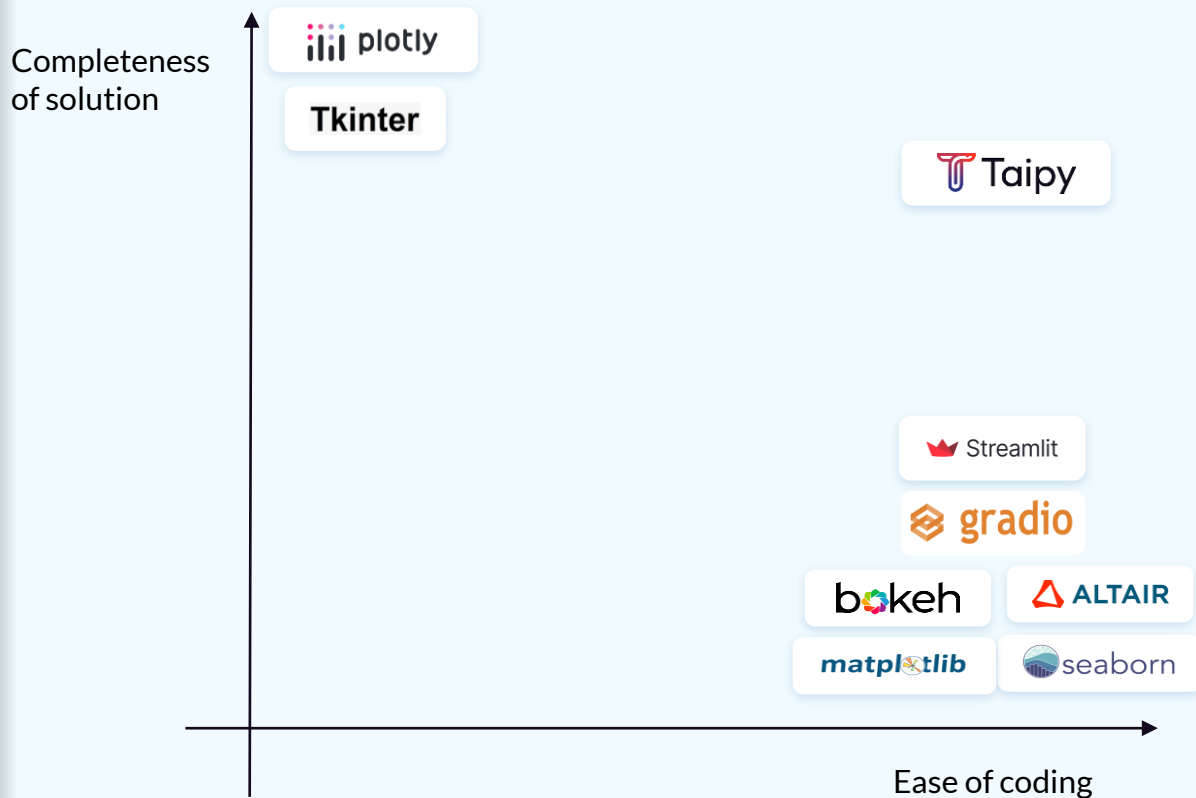 Completeness
of solution
plotly
Tkinter
Taipy
Streamlit
gradio
bokeh
ALTAIR
matplotlib
seaborn
Ease of coding